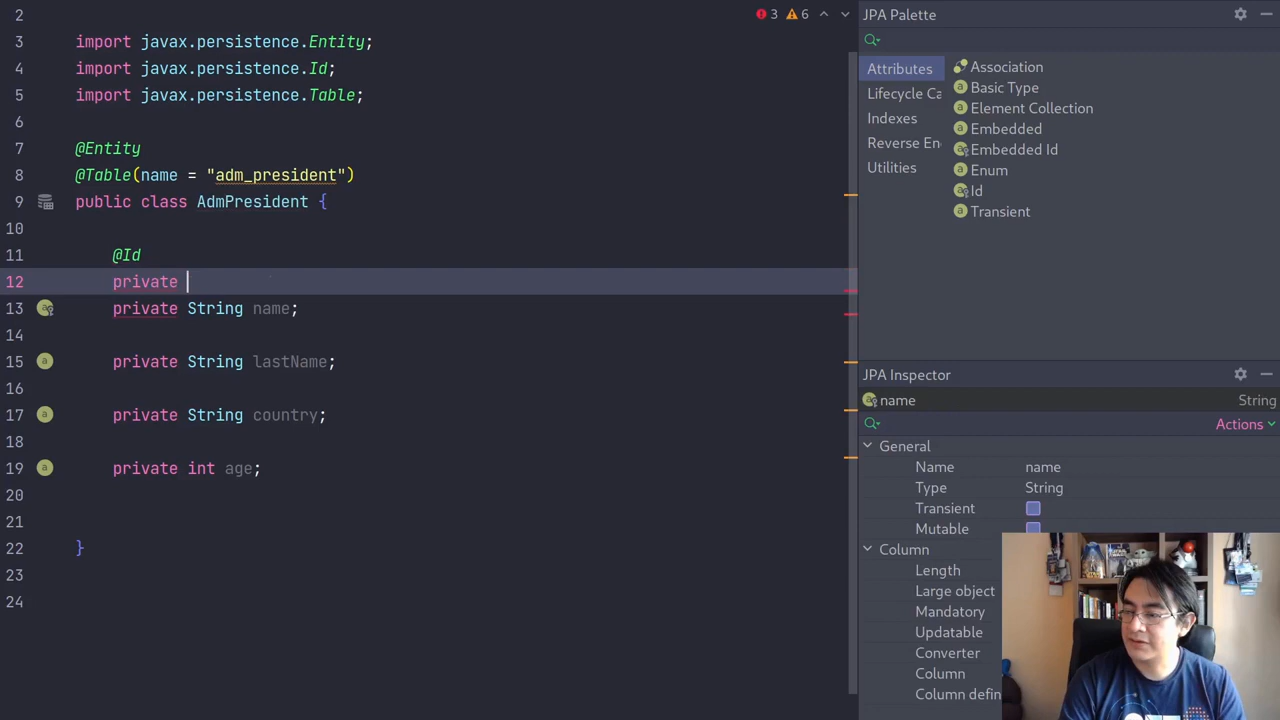 2
3 import javax.persistence.Entity;
4 import javax.persistence.Id;
5 import javax.persistence.Table;
6
7 @Entity
8 @Table(name = "adm_president")
9 public class AdmPresident {
10
11 @Id
12 private
13 private String name;
14
15 private String lastName;
16
17 private String country;
18
19 private int age;
20
21
22 }
23
24
3 6
JPA Palette
Attributes
Lifecycle Ca
Indexes
Reverse En
Utilities
Association
Basic Type
Element Collection
Embedded
Embedded Id
Enum
Id
Transient
JPA Inspector
name String
Actions
General
Name name
Type String
Transient
Mutable
Column
Length
Large object
Mandatory
Updatable
Converter
Column
Column defin